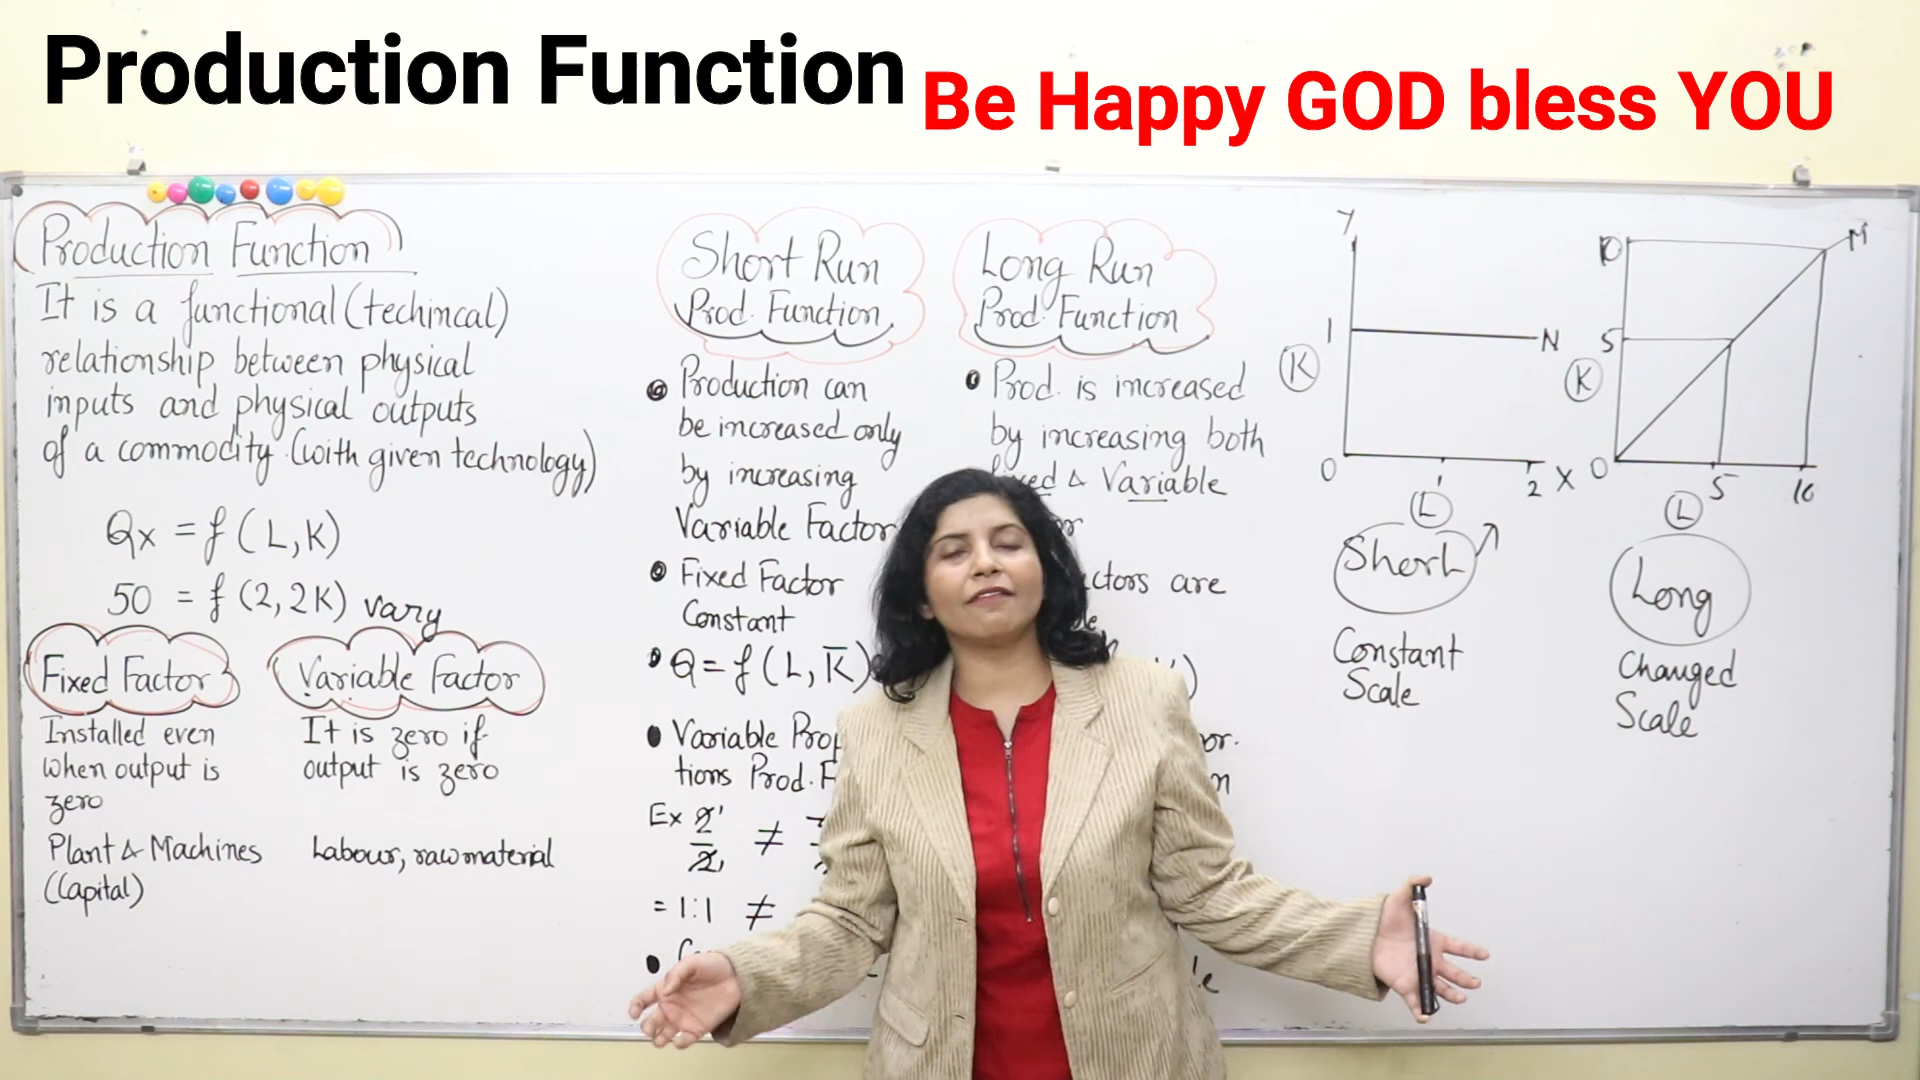 Production Function
Be Happy GOD bless YOU
Production Function
It is a functional (techincal)
relationship between physical
inputs and physical outputs
of a commodity (with given technology)
Qx = f (L, K)
50 = f (2, 2K) vary
Fixed Factor
Installed even
when output is
zero
Plant & Machines
(Capital)
Variable Factor
It is zero if
output is zero
Labour, raw material
Short Run
Prod. Function
Production can
be increased only
by increasing
Variable Factor
Fixed Factor
Constant
Q = f (L, K̅)
Variable
tions Prod.
Ex 2/2 ≠
= 1:1 ≠
Long Run
Prod. Function
Prod. is increased
by increasing both
& Variable
are
Y
1
N
K
O
1
2
X
L
Short
Constant
Scale
10
M
5
K
O
5
10
L
Long
Changed
Scale